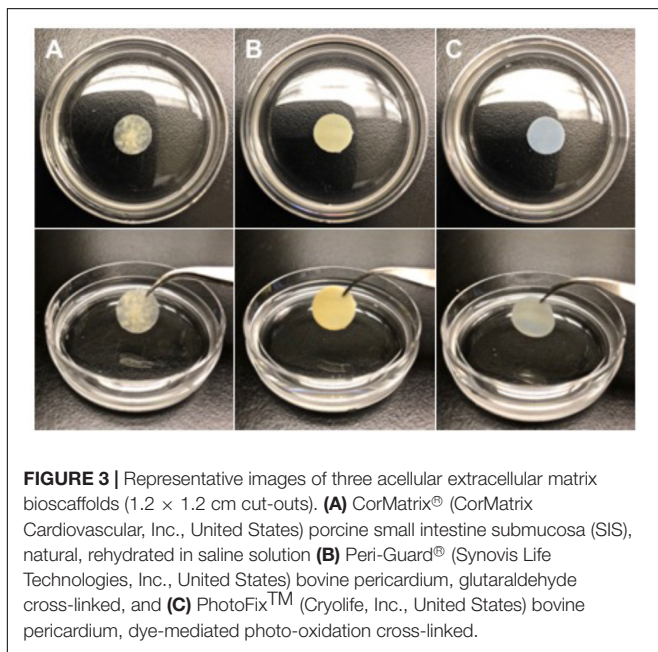 A B C
FIGURE 3 | Representative images of three acellular extracellular matrix
bioscaffolds (1.2 × 1.2 cm cut-outs). (A) CorMatrix® (CorMatrix
Cardiovascular, Inc., United States) porcine small intestine submucosa (SIS),
natural, rehydrated in saline solution (B) Peri-Guard® (Synovis Life
Technologies, Inc., United States) bovine pericardium, glutaraldehyde
cross-linked, and (C) PhotoFix™ (Cryolife, Inc., United States) bovine
pericardium, dye-mediated photo-oxidation cross-linked.